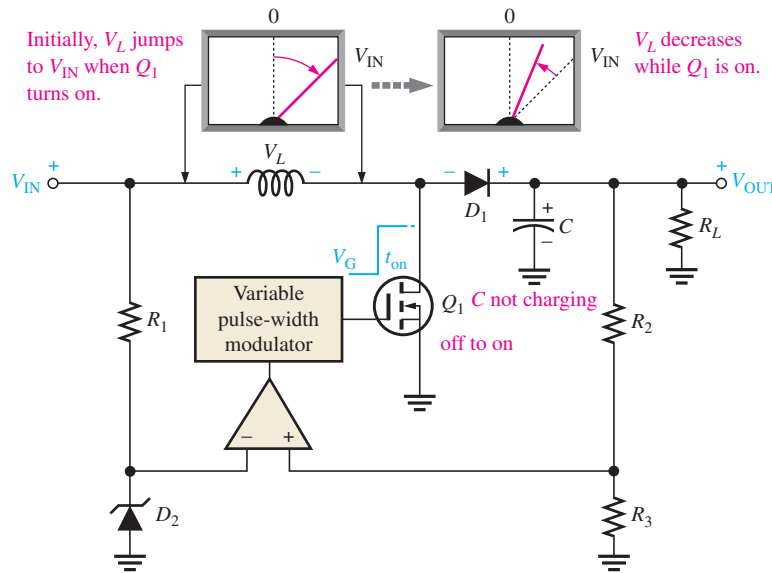 0
0
Initially, V_L jumps
to V_IN when Q_1
turns on.
V_IN
V_IN
V_L decreases
while Q_1 is on.
+
V_IN
+ V_L −
− +
D_1
+
−
C
R_L
+
V_OUT
V_G
t_on
Variable
pulse-width
modulator
R_1
Q_1
C not charging
off to on
R_2
− +
D_2
R_3